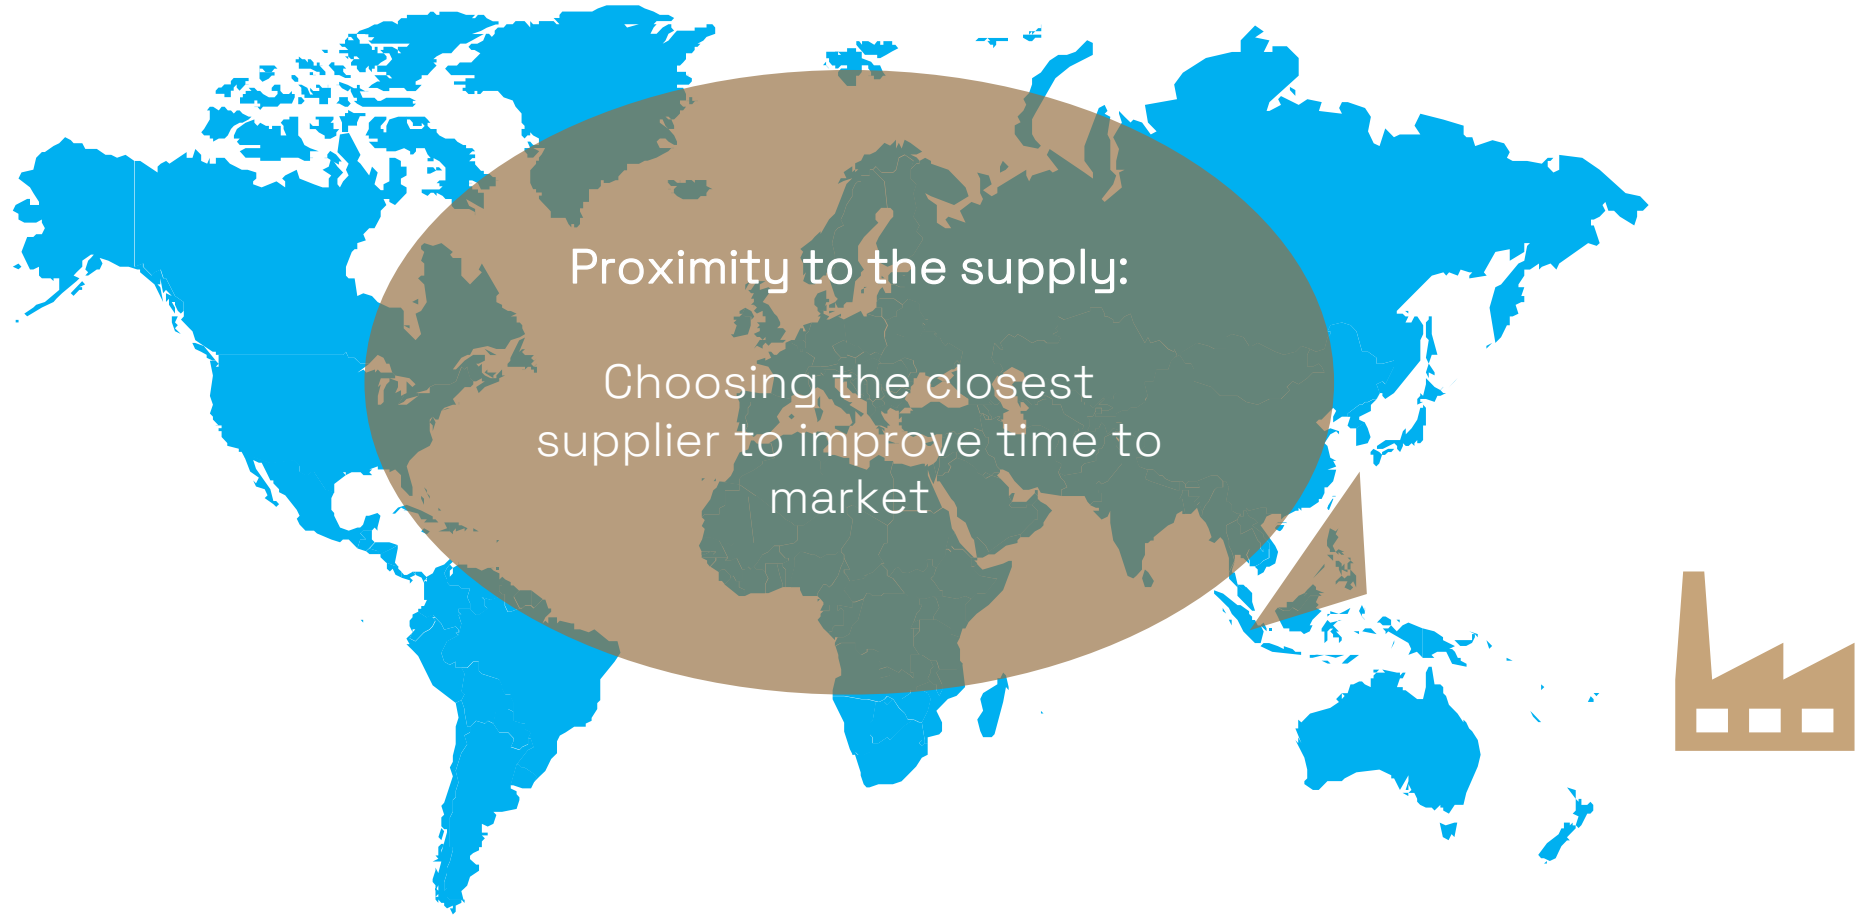 Proximity to the supply:
Choosing the closest
supplier to improve time to
market